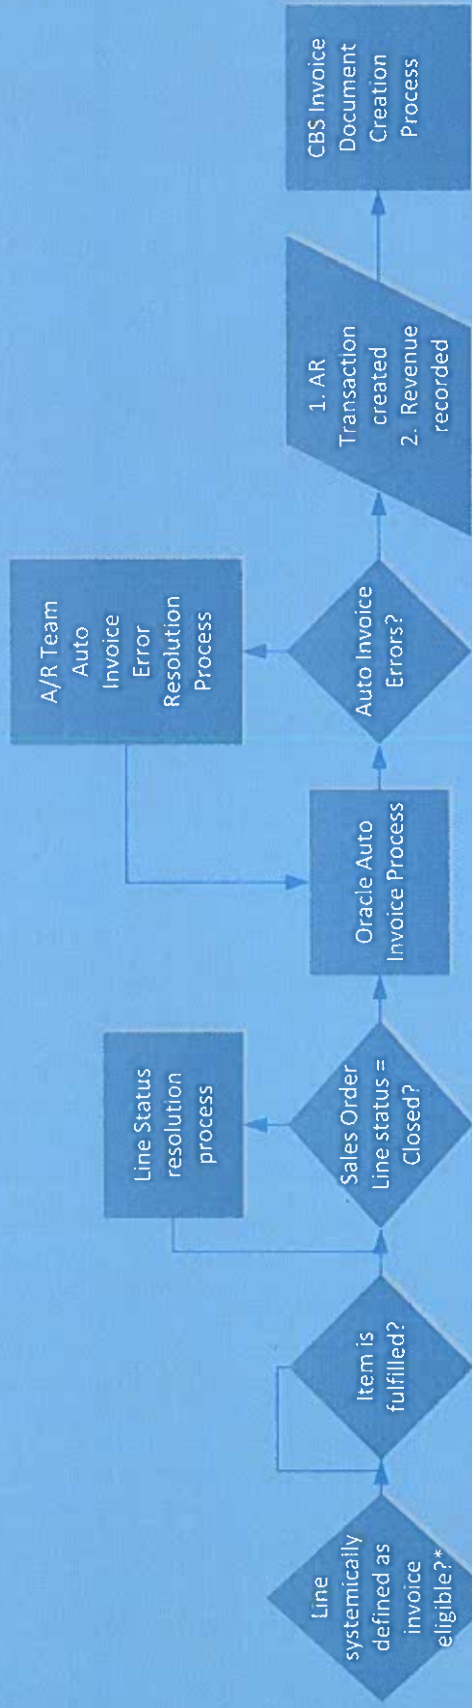 Line
systemically
defined as
invoice
eligible?*
Item is
fulfilled?
Line Status
resolution
process
Sales Order
Line status =
Closed?
Oracle Auto
Invoice Process
A/R Team
Auto
Invoice
Error
Resolution
Process
Auto Invoice
Errors?
1. AR
Transaction
created
2. Revenue
recorded
CBS Invoice
Document
Creation
Process